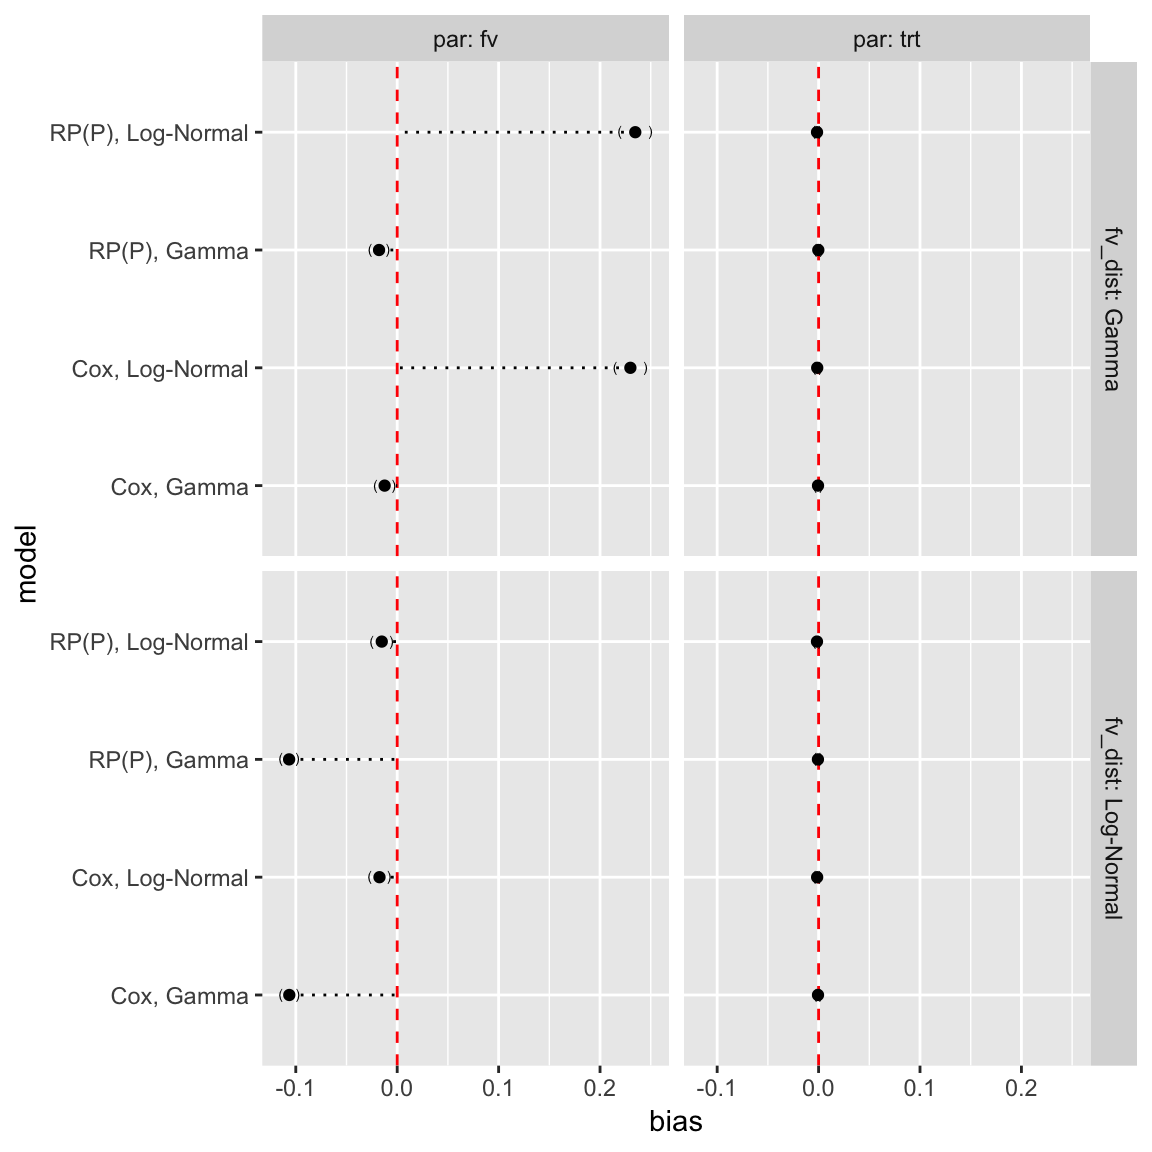 par: fv
par: trt
RP(P), Log-Normal
RP(P), Gamma
Cox, Log-Normal
Cox, Gamma
fv_dist: Gamma
RP(P), Log-Normal
RP(P), Gamma
Cox, Log-Normal
Cox, Gamma
fv_dist: Log-Normal
model
-0.1 0.0 0.1 0.2
-0.1 0.0 0.1 0.2
bias